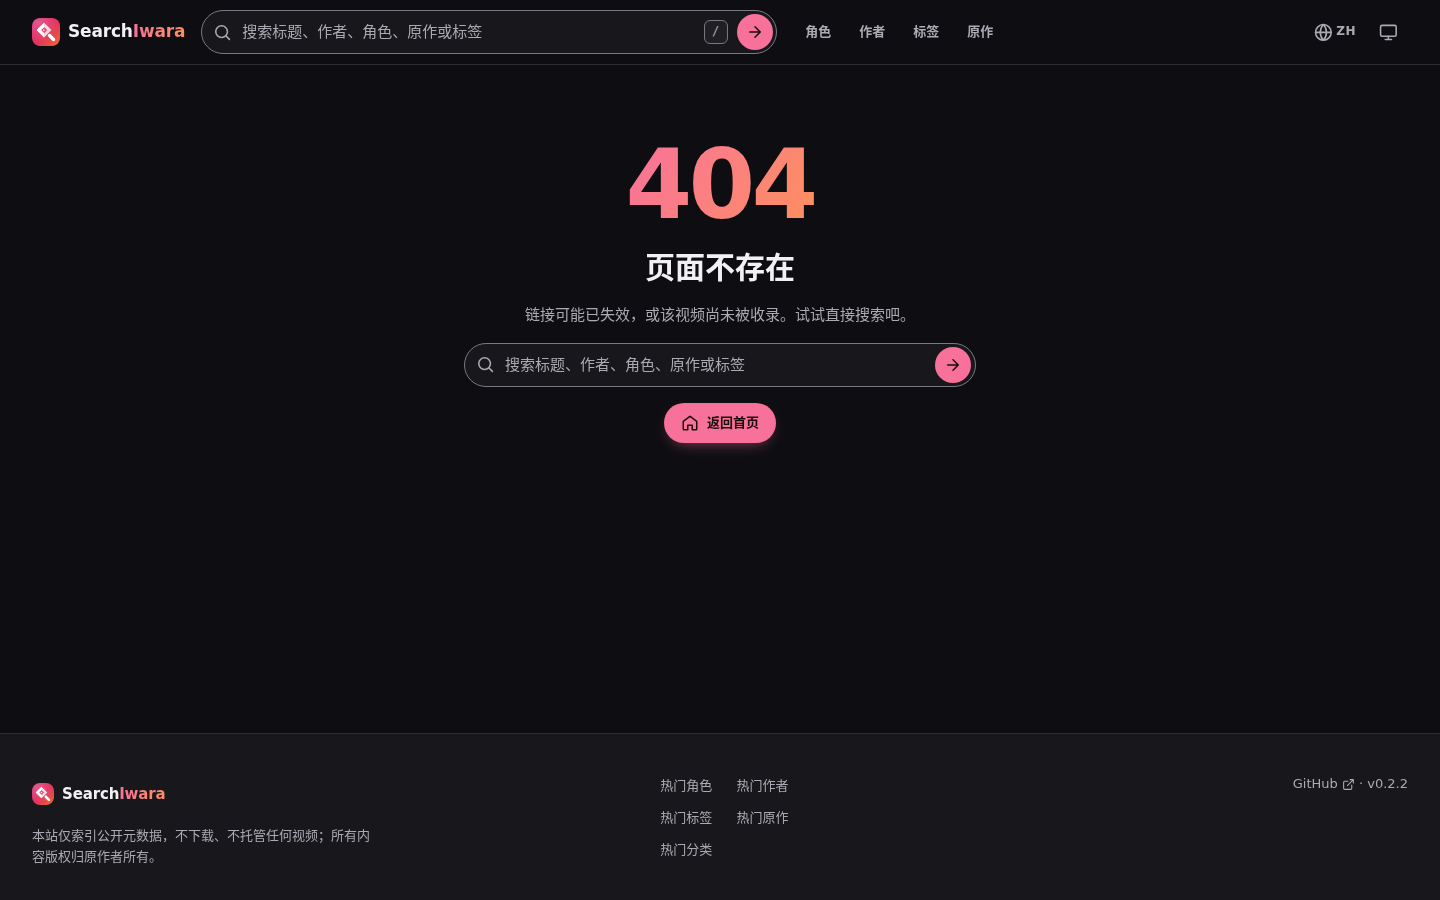 SearchIwara
搜索标题、作者、角色、原作或标签
/
角色
作者
标签
原作
ZH
404
页面不存在
链接可能已失效，或该视频尚未被收录。试试直接搜索吧。
搜索标题、作者、角色、原作或标签
返回首页
SearchIwara
本站仅索引公开元数据，不下载、不托管任何视频；所有内
容版权归原作者所有。
热门角色 热门作者
热门标签 热门原作
热门分类
GitHub · v0.2.2